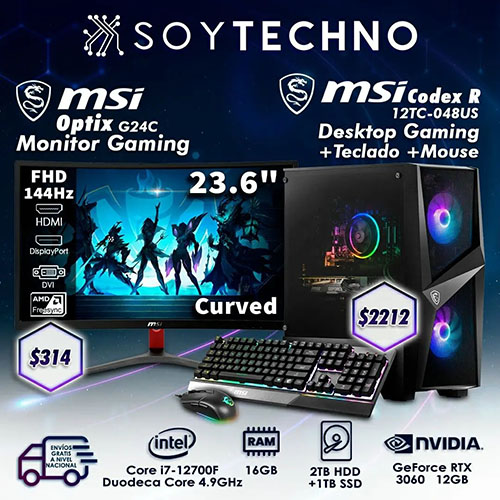 SOYTECHNO
msi
Optix G24C
Monitor Gaming
msi Codex R
12TC-048US
Desktop Gaming
+Teclado +Mouse
FHD
144Hz
HDMI
DisplayPort
DVI
AMD
FreeSync
23.6"
Curved
msi
$314
$2212
ENVÍOS
GRATIS
A NIVEL
NACIONAL
intel
Core i7-12700F
Duodeca Core 4.9GHz
RAM
16GB
2TB HDD
+1TB SSD
NVIDIA.
GeForce RTX
3060 12GB